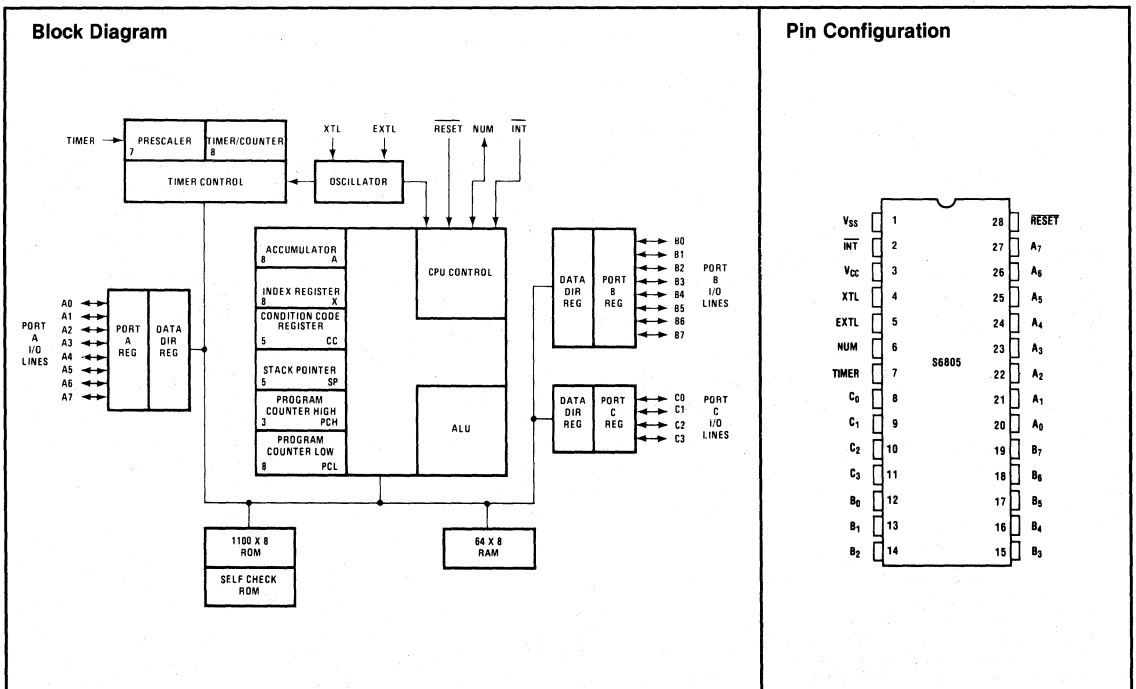 Block Diagram
TIMER
PRESCALER
7
TIMER/COUNTER
8
TIMER CONTROL
XTL
EXTL
RESET
NUM
INT
OSCILLATOR
ACCUMULATOR
8 A
INDEX REGISTER
8 X
CONDITION CODE
REGISTER
5 CC
STACK POINTER
5 SP
PROGRAM
COUNTER HIGH
3 PCH
PROGRAM
COUNTER LOW
8 PCL
CPU CONTROL
ALU
PORT
A
I/O
LINES
A0
A1
A2
A3
A4
A5
A6
A7
PORT
A
REG
DATA
DIR
REG
DATA
DIR
REG
PORT
B
REG
B0
B1
B2
B3
B4
B5
B6
B7
PORT
B
I/O
LINES
DATA
DIR
REG
PORT
C
REG
C0
C1
C2
C3
PORT
C
I/O
LINES
1100 X 8
ROM
SELF CHECK
ROM
64 X 8
RAM
Pin Configuration
VSS 1 28 RESET
INT 2 27 A7
VCC 3 26 A6
XTL 4 25 A5
EXTL 5 24 A4
NUM 6 23 A3
S6805
TIMER 7 22 A2
C0 8 21 A1
C1 9 20 A0
C2 10 19 B7
C3 11 18 B6
B0 12 17 B5
B1 13 16 B4
B2 14 15 B3